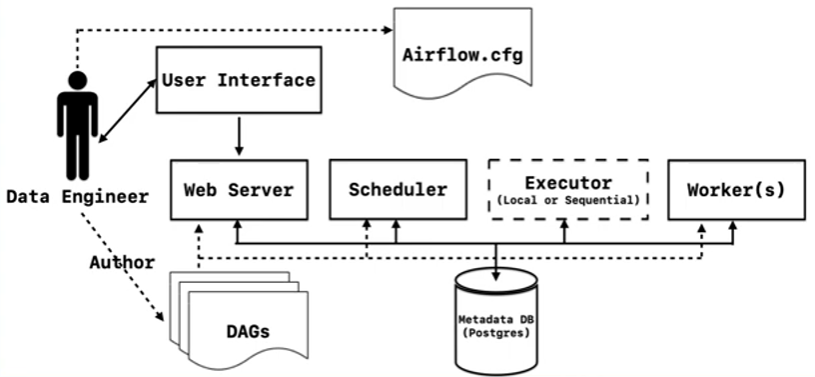 Airflow.cfg
User Interface
Data Engineer
Web Server
Scheduler
Executor
(Local or Sequential)
Worker(s)
Author
DAGs
Metadata DB
(Postgres)